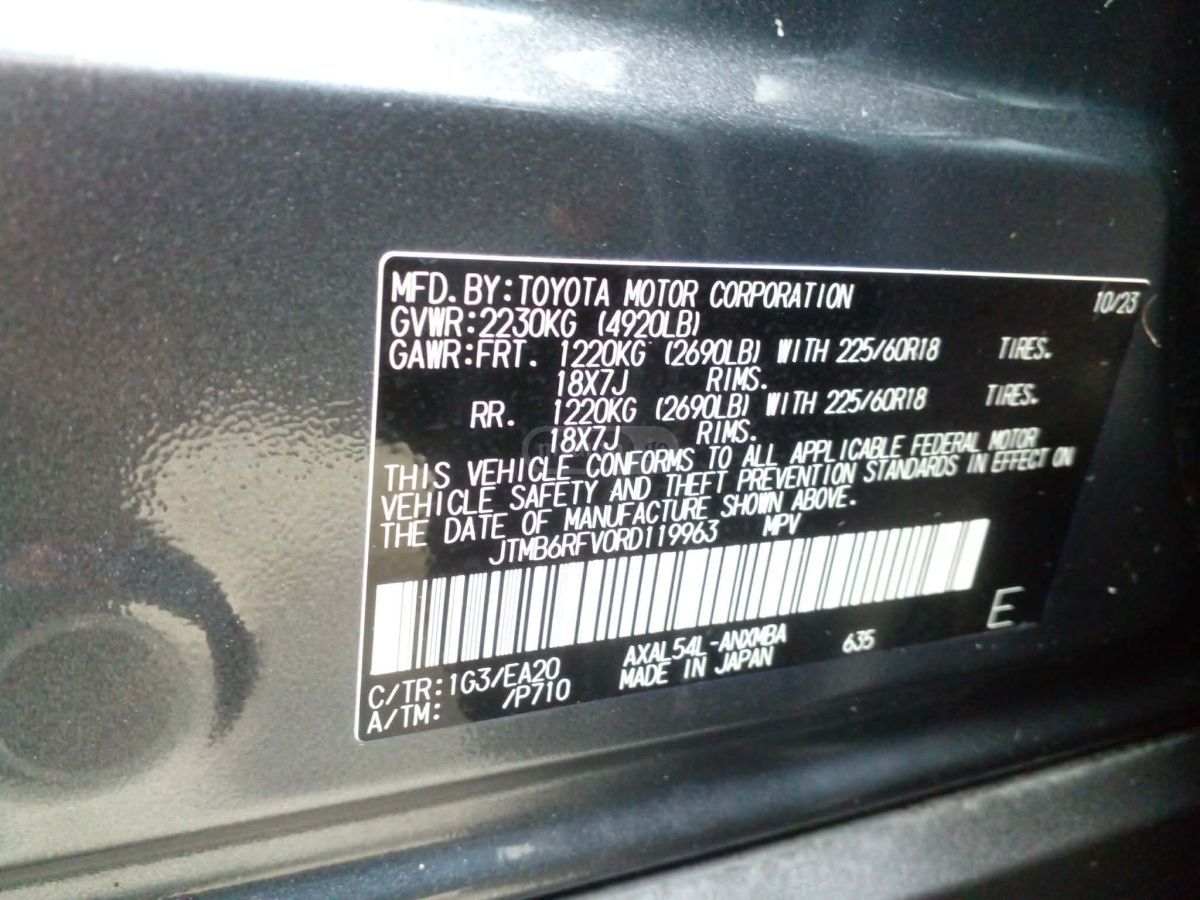 MFD. BY: TOYOTA MOTOR CORPORATION 10/23
GVWR: 2230KG (4920LB)
GAWR: FRT. 1220KG (2690LB) WITH 225/60R18 TIRES.
18X7J RIMS.
RR. 1220KG (2690LB) WITH 225/60R18 TIRES.
18X7J RIMS.
THIS VEHICLE CONFORMS TO ALL APPLICABLE FEDERAL MOTOR
VEHICLE SAFETY AND THEFT PREVENTION STANDARDS IN EFFECT ON
THE DATE OF MANUFACTURE SHOWN ABOVE.
JTMB6RFV0RD119963 MPV
E
C/TR: 1G3/EA20 AXAL54L-ANXMBA 635
A/TM: /P710 MADE IN JAPAN